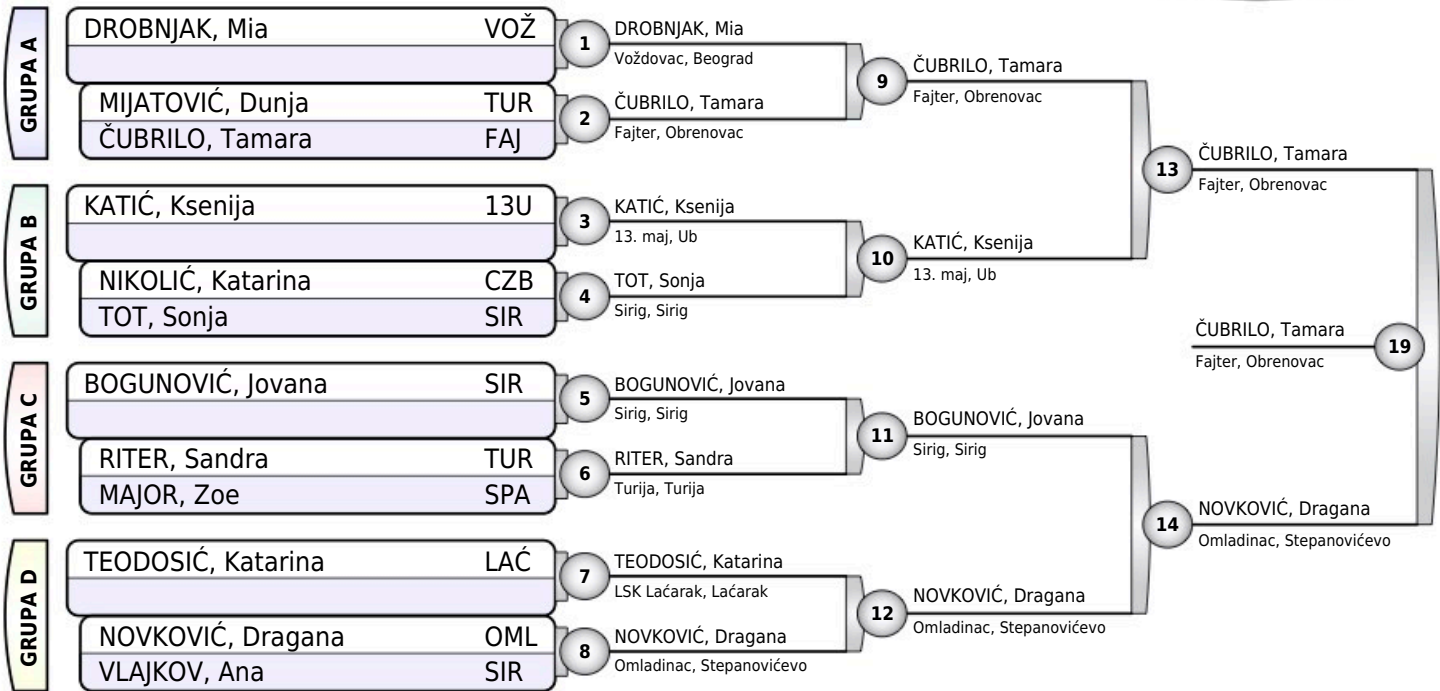 GRUPA A
DROBNJAK, Mia VOŽ
MIJATOVIĆ, Dunja TUR
ČUBRILO, Tamara FAJ
GRUPA B
KATIĆ, Ksenija 13U
NIKOLIĆ, Katarina CZB
TOT, Sonja SIR
GRUPA C
BOGUNOVIĆ, Jovana SIR
RITER, Sandra TUR
MAJOR, Zoe SPA
GRUPA D
TEODOSIĆ, Katarina LAĆ
NOVKOVIĆ, Dragana OML
VLAJKOV, Ana SIR
1 DROBNJAK, Mia
Voždovac, Beograd
2 ČUBRILO, Tamara
Fajter, Obrenovac
3 KATIĆ, Ksenija
13. maj, Ub
4 TOT, Sonja
Sirig, Sirig
5 BOGUNOVIĆ, Jovana
Sirig, Sirig
6 RITER, Sandra
Turija, Turija
7 TEODOSIĆ, Katarina
LSK Laćarak, Laćarak
8 NOVKOVIĆ, Dragana
Omladinac, Stepanovićevo
9 ČUBRILO, Tamara
Fajter, Obrenovac
10 KATIĆ, Ksenija
13. maj, Ub
11 BOGUNOVIĆ, Jovana
Sirig, Sirig
12 NOVKOVIĆ, Dragana
Omladinac, Stepanovićevo
13 ČUBRILO, Tamara
Fajter, Obrenovac
14 NOVKOVIĆ, Dragana
Omladinac, Stepanovićevo
ČUBRILO, Tamara 19
Fajter, Obrenovac